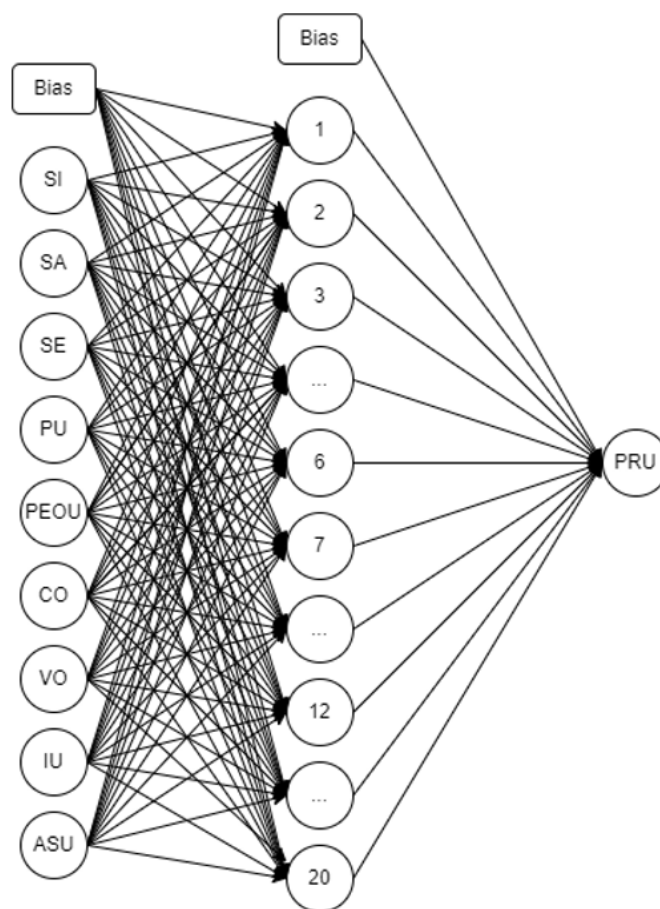 Bias
SI
SA
SE
PU
PEOU
CO
VO
IU
ASU
Bias
1
2
3
...
6
7
...
12
...
20
PRU